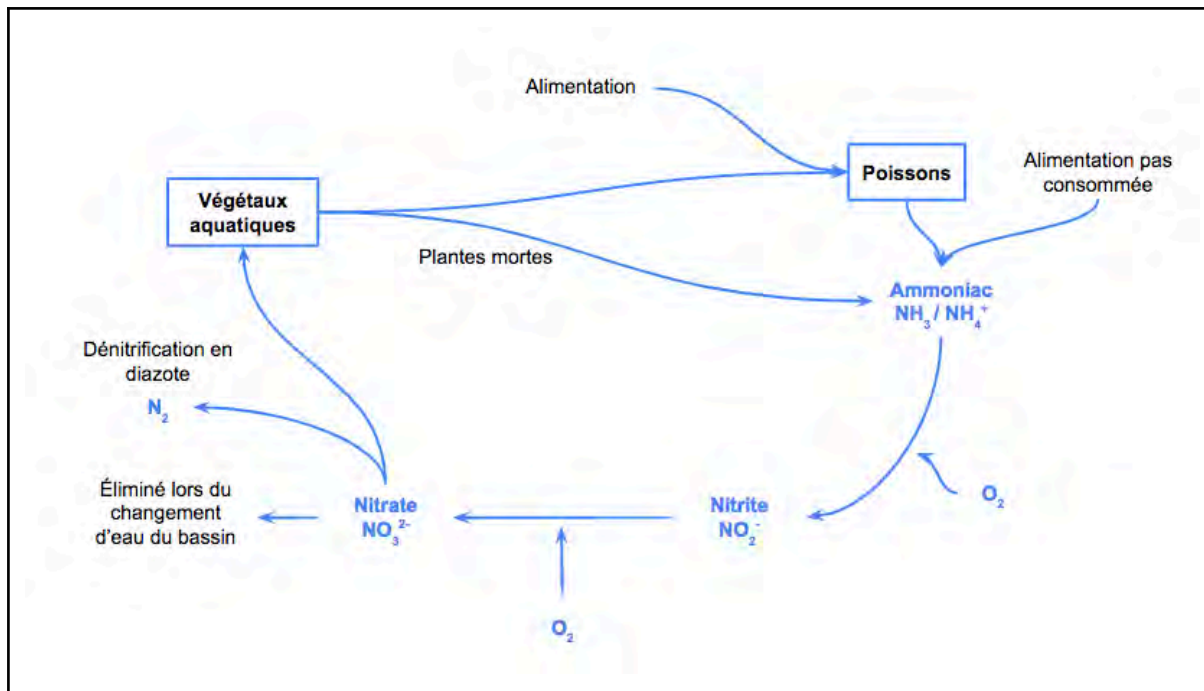 Alimentation
Poissons
Alimentation pas
consommée
Végétaux
aquatiques
Plantes mortes
Ammoniac
NH₃ / NH₄⁺
Dénitrification en
diazote
N₂
Éliminé lors du
changement
d'eau du bassin
Nitrate
NO₃²⁻
Nitrite
NO₂⁻
O₂
O₂